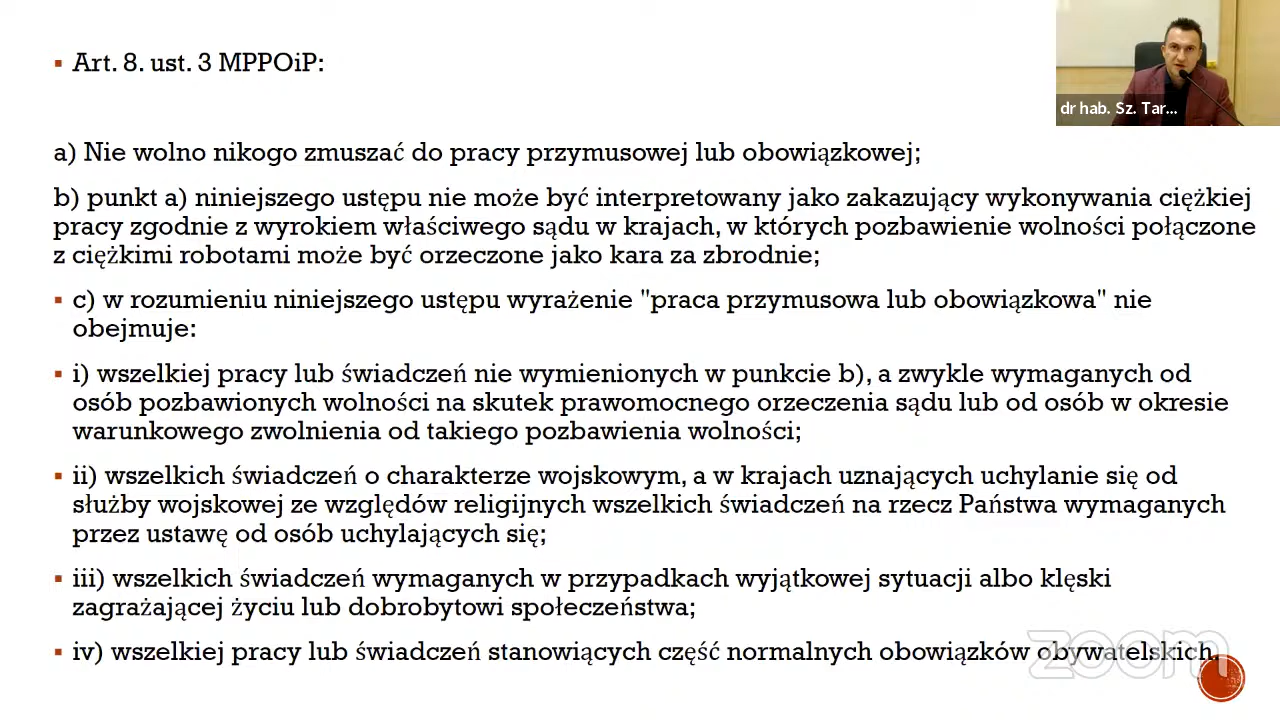 Art. 8. ust. 3 MPPOiP:
dr hab. Sz. Tar...
a) Nie wolno nikogo zmuszać do pracy przymusowej lub obowiązkowej;
b) punkt a) niniejszego ustępu nie może być interpretowany jako zakazujący wykonywania ciężkiej
pracy zgodnie z wyrokiem właściwego sądu w krajach, w których pozbawienie wolności połączone
z ciężkimi robotami może być orzeczone jako kara za zbrodnie;
c) w rozumieniu niniejszego ustępu wyrażenie "praca przymusowa lub obowiązkowa" nie
obejmuje:
i) wszelkiej pracy lub świadczeń nie wymienionych w punkcie b), a zwykle wymaganych od
osób pozbawionych wolności na skutek prawomocnego orzeczenia sądu lub od osób w okresie
warunkowego zwolnienia od takiego pozbawienia wolności;
ii) wszelkich świadczeń o charakterze wojskowym, a w krajach uznających uchylanie się od
służby wojskowej ze względów religijnych wszelkich świadczeń na rzecz Państwa wymaganych
przez ustawę od osób uchylających się;
iii) wszelkich świadczeń wymaganych w przypadkach wyjątkowej sytuacji albo klęski
zagrażającej życiu lub dobrobytowi społeczeństwa;
iv) wszelkiej pracy lub świadczeń stanowiących część normalnych obowiązków obywatelskich.
zoom